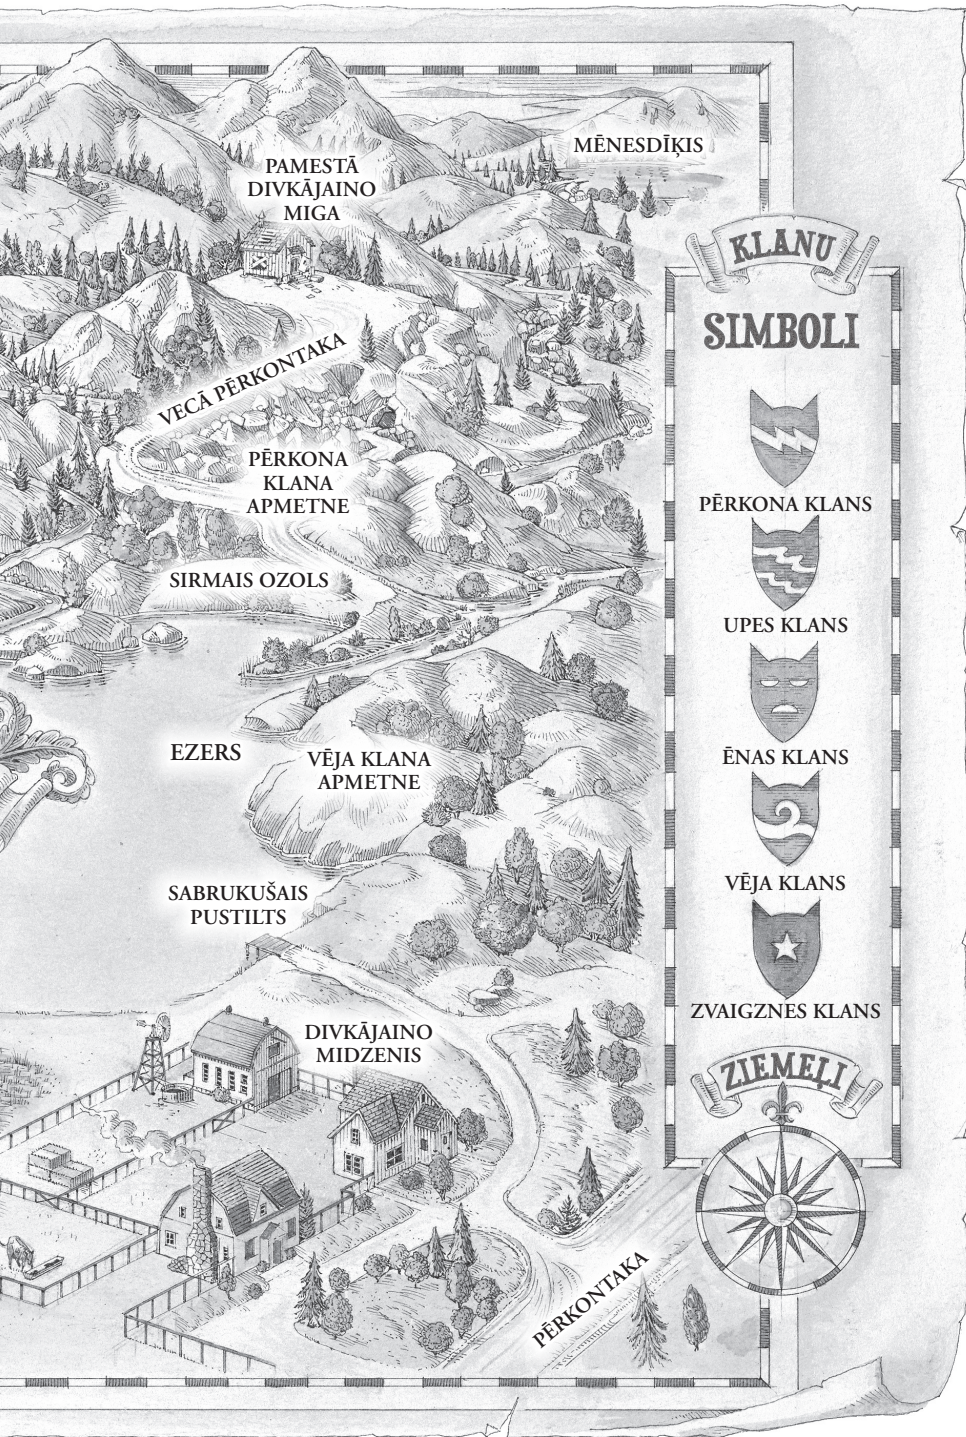 MĒNESDĪĶIS
PAMESTĀ
DIVKĀJAINO
MIGA
VECĀ PĒRKONTAKA
PĒRKONA
KLANA
APMETNE
SIRMAIS OZOLS
EZERS
VĒJA KLANA
APMETNE
SABRUKUŠAIS
PUSTILTS
DIVKĀJAINO
MIDZENIS
PĒRKONTAKA
KLANU
SIMBOLI
PĒRKONA KLANS
UPES KLANS
ĒNAS KLANS
VĒJA KLANS
ZVAIGZNES KLANS
ZIEMEĻI